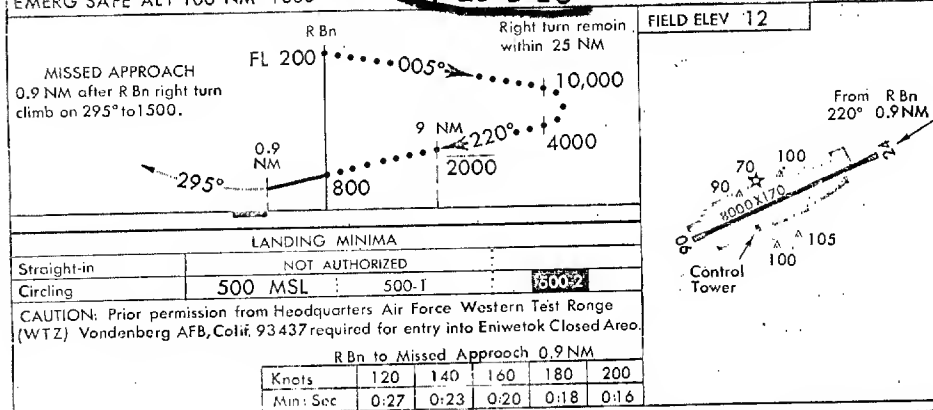 EMERG SAFE ALT 100 NM
R Bn
Right turn remain
within 25 NM
FL 200
005°
10,000
MISSED APPROACH
0.9 NM after R Bn right turn
climb on 295° to 1500.
9 NM
220°
4000
2000
0.9
NM
295°
800
FIELD ELEV 12
From R Bn
220° 0.9NM
24
100
70
90
8000X170
06
105
100
Control
Tower
LANDING MINIMA
Straight-in NOT AUTHORIZED
Circling 500 MSL 500-1 600-2
CAUTION: Prior permission from Headquarters Air Force Western Test Range
(WTZ) Vandenberg AFB, Calif. 93437 required for entry into Eniwetok Closed Area.
R Bn to Missed Approach 0.9 NM
Knots 120 140 160 180 200
Min : Sec 0:27 0:23 0:20 0:18 0:16